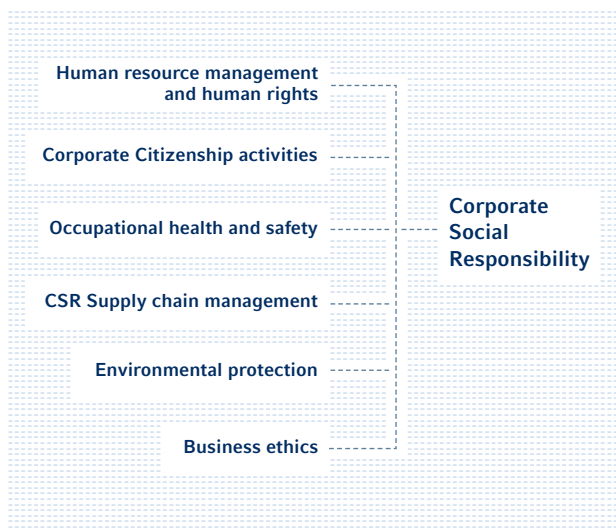 Human resource management
and human rights
Corporate Citizenship activities
Occupational health and safety
CSR Supply chain management
Environmental protection
Business ethics
Corporate
Social
Responsibility